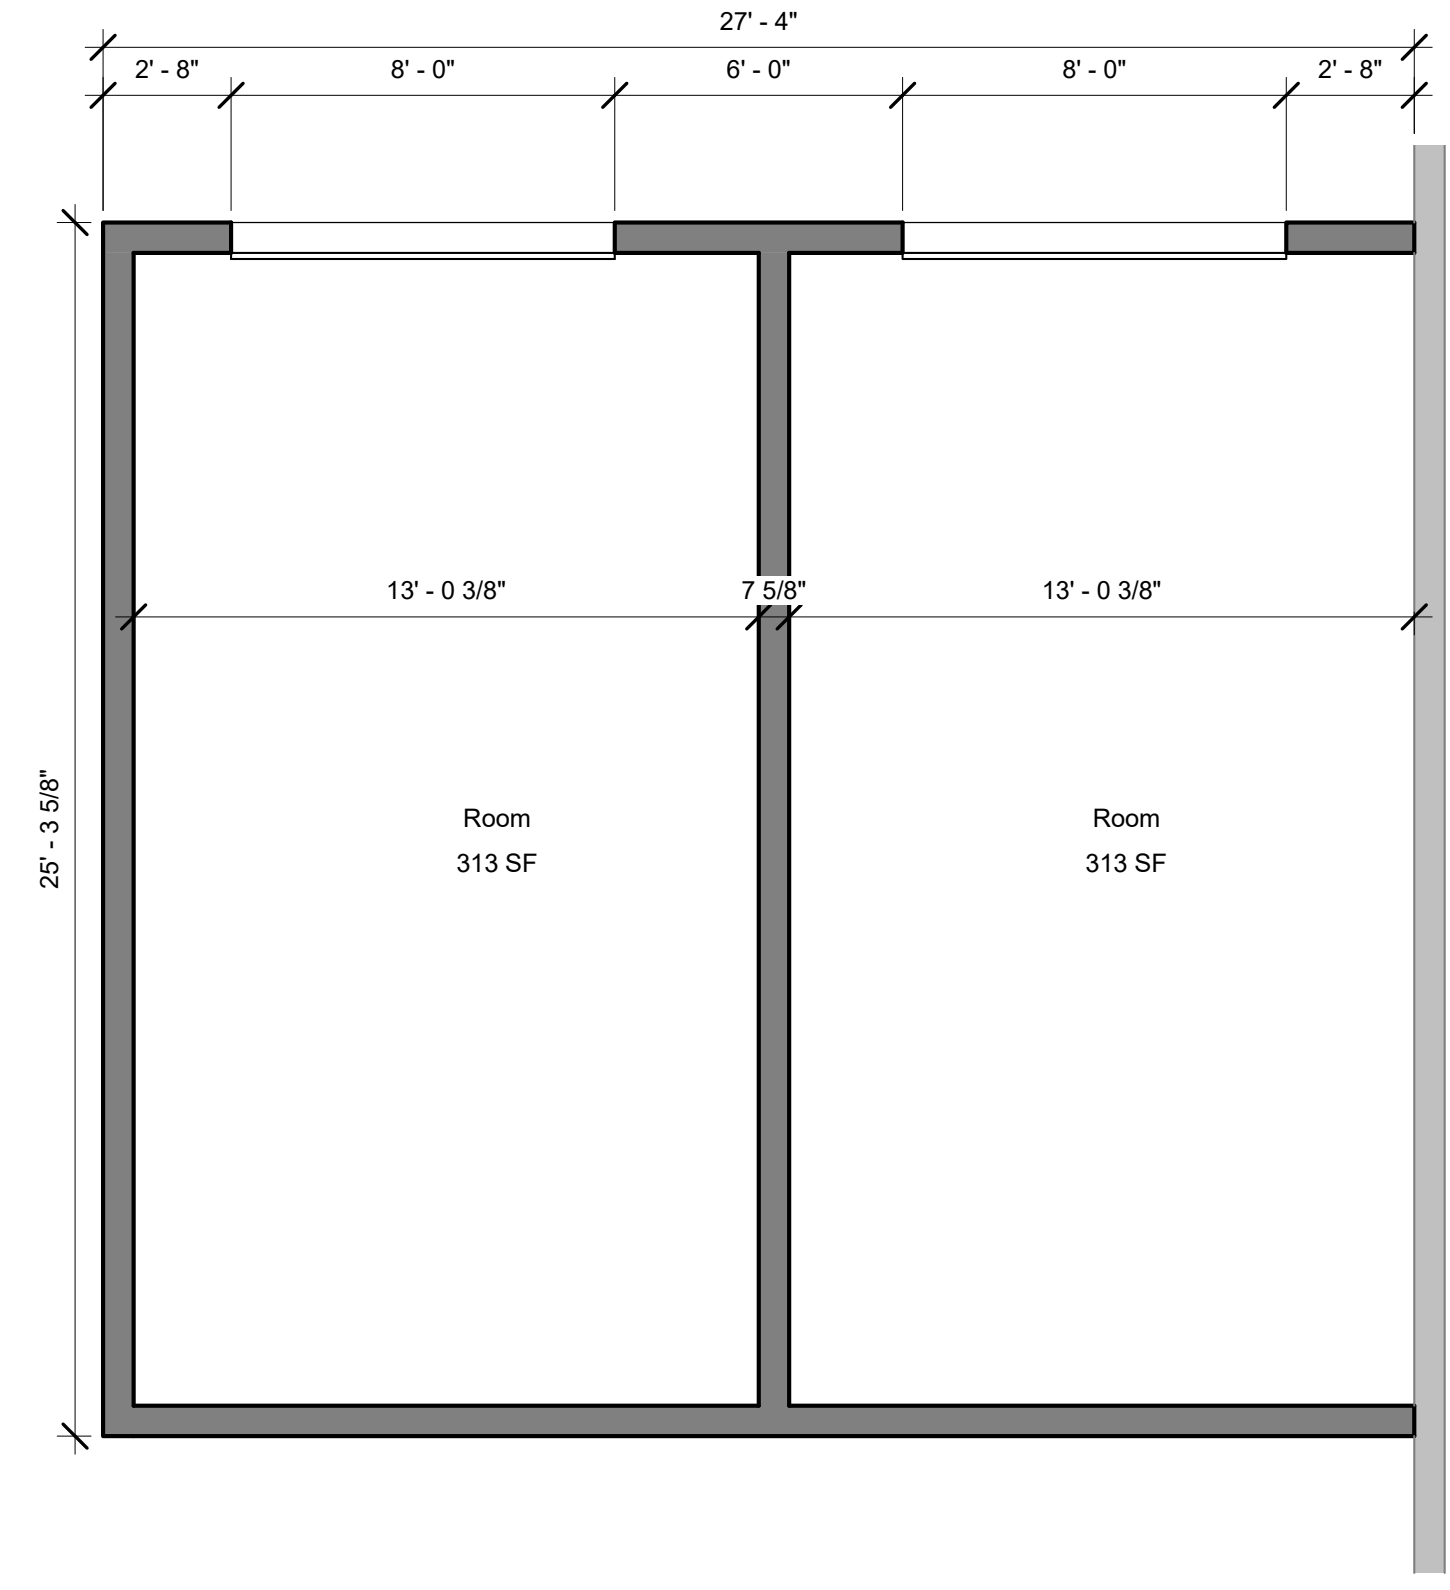 27' - 4"
2' - 8"
8' - 0"
6' - 0"
8' - 0"
2' - 8"
13' - 0 3/8"
7 5/8"
13' - 0 3/8"
25' - 3 5/8"
Room
313 SF
Room
313 SF